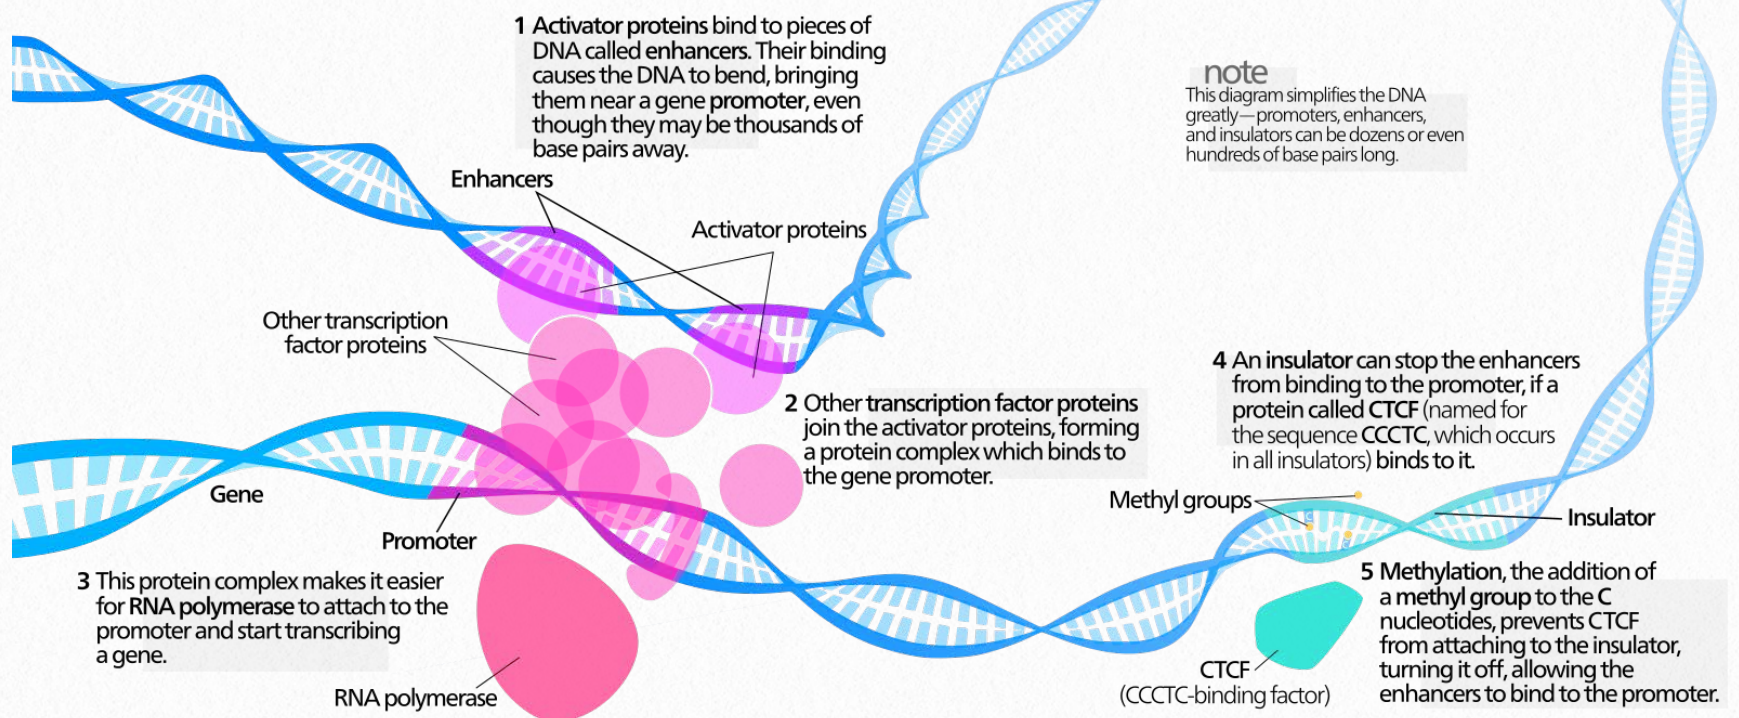 1 Activator proteins bind to pieces of
DNA called enhancers. Their binding
causes the DNA to bend, bringing
them near a gene promoter, even
though they may be thousands of
base pairs away.
note
This diagram simplifies the DNA
greatly—promoters, enhancers,
and insulators can be dozens or even
hundreds of base pairs long.
Enhancers
Activator proteins
Other transcription
factor proteins
2 Other transcription factor proteins
join the activator proteins, forming
a protein complex which binds to
the gene promoter.
4 An insulator can stop the enhancers
from binding to the promoter, if a
protein called CTCF (named for
the sequence CCCTC, which occurs
in all insulators) binds to it.
Gene
Promoter
Methyl groups
C
Insulator
3 This protein complex makes it easier
for RNA polymerase to attach to the
promoter and start transcribing
a gene.
RNA polymerase
5 Methylation, the addition of
a methyl group to the C
nucleotides, prevents CTCF
from attaching to the insulator,
turning it off, allowing the
enhancers to bind to the promoter.
CTCF
(CCCTC-binding factor)